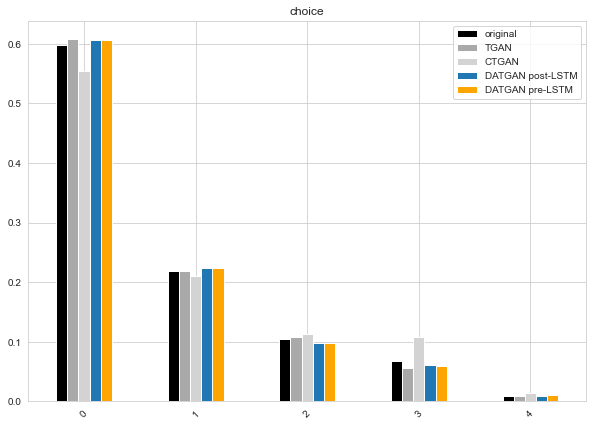 choice
original
TGAN
CTGAN
DATGAN post-LSTM
DATGAN pre-LSTM
0.6
0.5
0.4
0.3
0.2
0.1
0.0
0
1
2
3
4